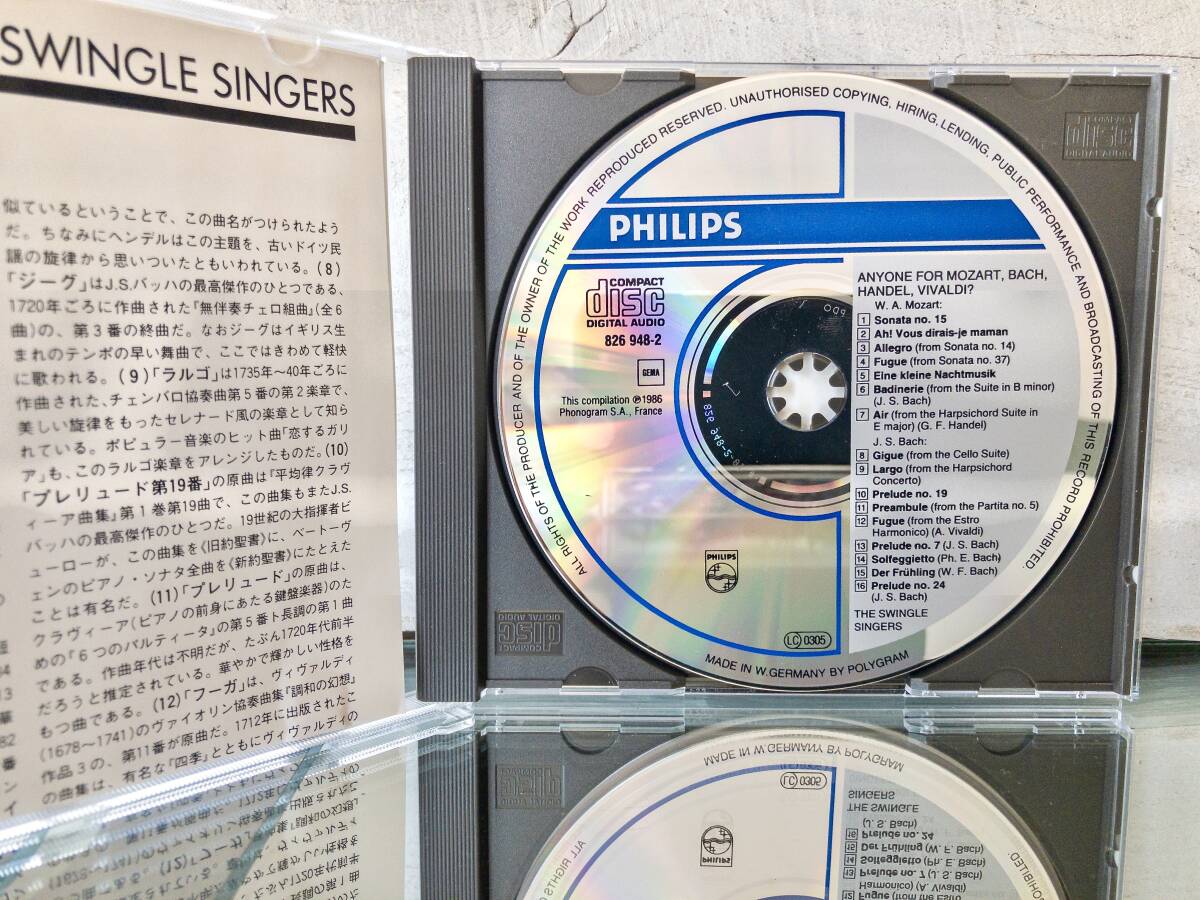 SWINGLE SINGERS
似ているということで、この曲名がつけられたよう
だ。ちなみにヘンデルはこの主題を、古いドイツ民
謡の旋律から思いついたともいわれている。(8)
「ジーグ」はJ.S.バッハの最高傑作のひとつである、
1720年ごろに作曲された『無伴奏チェロ組曲』(全6
曲)の、第3番の終曲だ。なおジーグはイギリス生
まれのテンポの早い舞曲で、ここではきわめて軽快
に歌われる。(9)「ラルゴ」は1735年〜40年ごろに
作曲された、チェンバロ協奏曲第5番の第2楽章で、
美しい旋律をもったセレナード風の楽章として知ら
れている。ポピュラー音楽のヒット曲「恋するガリ
ア」も、このラルゴ楽章をアレンジしたものだ。(10)
「プレリュード第19番」の原曲は『平均律クラヴ
ィーア曲集』第1巻第19曲で、この曲集もまたJ.S.
バッハの最高傑作のひとつだ。19世紀の大指揮者ビ
ューローが、この曲集を《旧約聖書》に、ベートーヴ
ェンのピアノ・ソナタ全曲を《新約聖書》にたとえた
ことは有名だ。(11)「プレリュード」の原曲は、
クラヴィーア(ピアノの前身にあたる鍵盤楽器)のた
めの『6つのパルティータ』の第5番ト長調の第1曲
である。作曲年代は不明だが、たぶん1720年代前半
だろうと推定されている。華やかで輝かしい性格を
もつ曲である。(12)「フーガ」は、ヴィヴァルディ
(1678〜1741)のヴァイオリン協奏曲集『調和の幻想』
作品3の、第11番が原曲だ。1712年に出版されたこ
の曲集は、有名な「四季」とともにヴィヴァルディの
ALL RIGHTS OF THE PRODUCER AND OF THE OWNER OF THE WORK REPRODUCED RESERVED. UNAUTHORISED COPYING, HIRING, LENDING, PUBLIC PERFORMANCE AND BROADCASTING OF THIS RECORD PROHIBITED.
PHILIPS
COMPACT
disc
DIGITAL AUDIO
826 948-2
GEMA
This compilation ℗1986
Phonogram S.A., France
ANYONE FOR MOZART, BACH,
HANDEL, VIVALDI?
W. A. Mozart:
1 Sonata no. 15
2 Ah! Vous dirais-je maman
3 Allegro (from Sonata no. 14)
4 Fugue (from Sonata no. 37)
5 Eine kleine Nachtmusik
6 Badinerie (from the Suite in B minor)
(J. S. Bach)
7 Air (from the Harpsichord Suite in
E major) (G. F. Handel)
J. S. Bach:
8 Gigue (from the Cello Suite)
9 Largo (from the Harpsichord
Concerto)
10 Prelude no. 19
11 Preambule (from the Partita no. 5)
12 Fugue (from the Estro
Harmonico) (A. Vivaldi)
13 Prelude no. 7 (J. S. Bach)
14 Solfeggietto (Ph. E. Bach)
15 Der Frühling (W. F. Bach)
16 Prelude no. 24
(J. S. Bach)
THE SWINGLE
SINGERS
PHILIPS
LC 0305
MADE IN W.GERMANY BY POLYGRAM
COMPACT
disc
DIGITAL AUDIO
COMPACT
disc
DIGITAL AUDIO